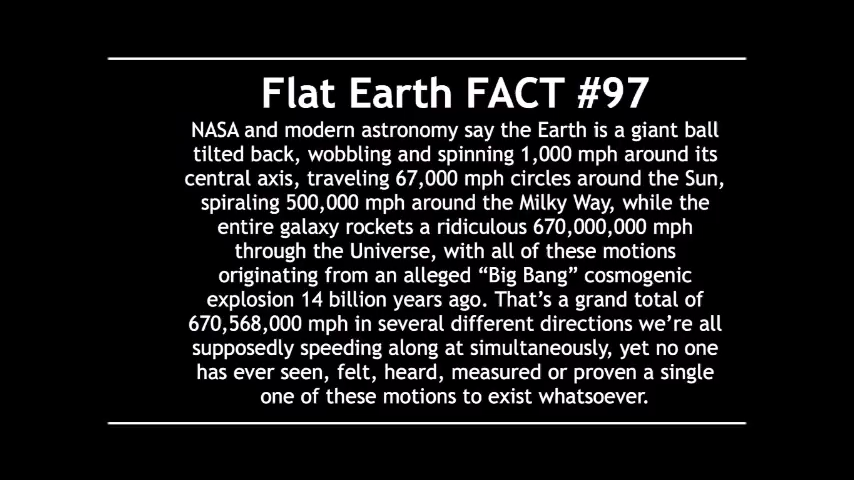 Flat Earth FACT #97
NASA and modern astronomy say the Earth is a giant ball
tilted back, wobbling and spinning 1,000 mph around its
central axis, traveling 67,000 mph circles around the Sun,
spiraling 500,000 mph around the Milky Way, while the
entire galaxy rockets a ridiculous 670,000,000 mph
through the Universe, with all of these motions
originating from an alleged “Big Bang” cosmogenic
explosion 14 billion years ago. That’s a grand total of
670,568,000 mph in several different directions we’re all
supposedly speeding along at simultaneously, yet no one
has ever seen, felt, heard, measured or proven a single
one of these motions to exist whatsoever.